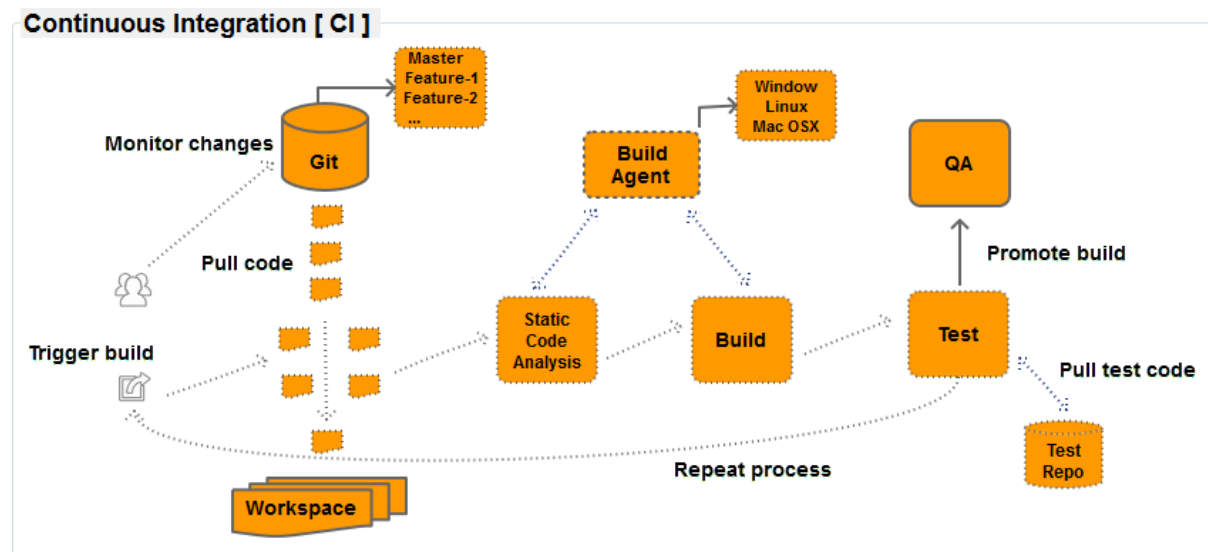 Continuous Integration [ CI ]
Master
Feature-1
Feature-2
...
Window
Linux
Mac OSX
Monitor changes
Git
Build
Agent
QA
Pull code
Promote build
Static
Code
Analysis
Build
Test
Trigger build
Pull test code
Test
Repo
Repeat process
Workspace